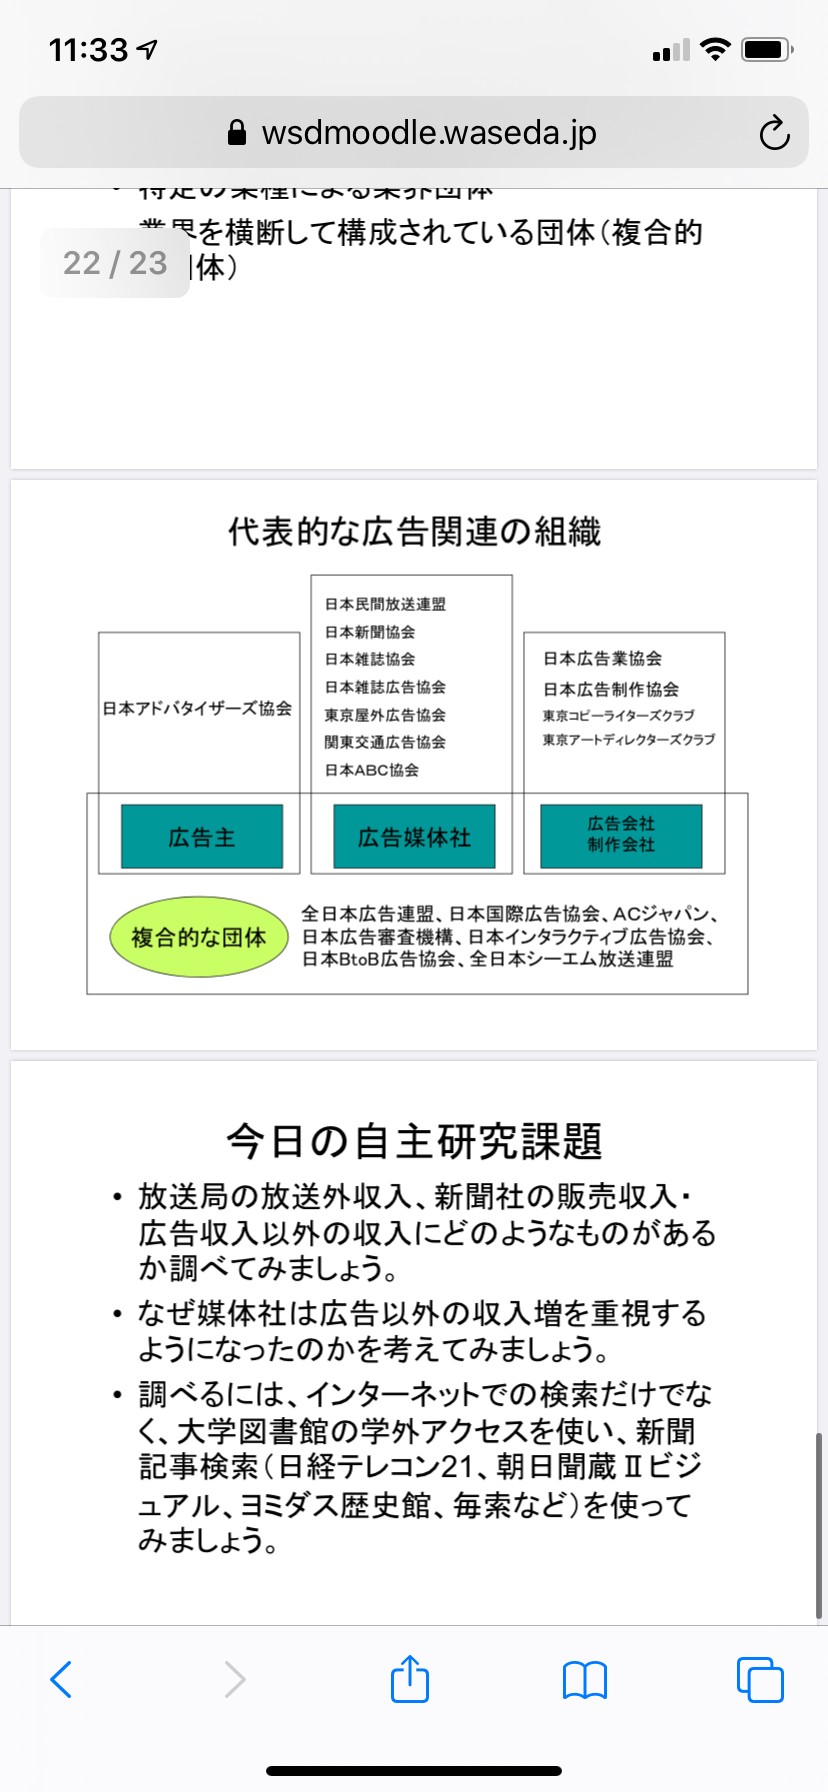 11:33
wsdmoodle.waseda.jp
特定の業種による業界団体
業界を横断して構成されている団体（複合的
体）
22 / 23
代表的な広告関連の組織
日本アドバタイザーズ協会
日本民間放送連盟
日本新聞協会
日本雑誌協会
日本雑誌広告協会
東京屋外広告協会
関東交通広告協会
日本ABC協会
日本広告業協会
日本広告制作協会
東京コピーライターズクラブ
東京アートディレクターズクラブ
広告主
広告媒体社
広告会社
制作会社
複合的な団体
全日本広告連盟、日本国際広告協会、ACジャパン、
日本広告審査機構、日本インタラクティブ広告協会、
日本BtoB広告協会、全日本シーエム放送連盟
今日の自主研究課題
• 放送局の放送外収入、新聞社の販売収入・
広告収入以外の収入にどのようなものがある
か調べてみましょう。
• なぜ媒体社は広告以外の収入増を重視する
ようになったのかを考えてみましょう。
• 調べるには、インターネットでの検索だけでな
く、大学図書館の学外アクセスを使い、新聞
記事検索（日経テレコン21、朝日聞蔵Ⅱビジ
ュアル、ヨミダス歴史館、毎索など）を使って
みましょう。